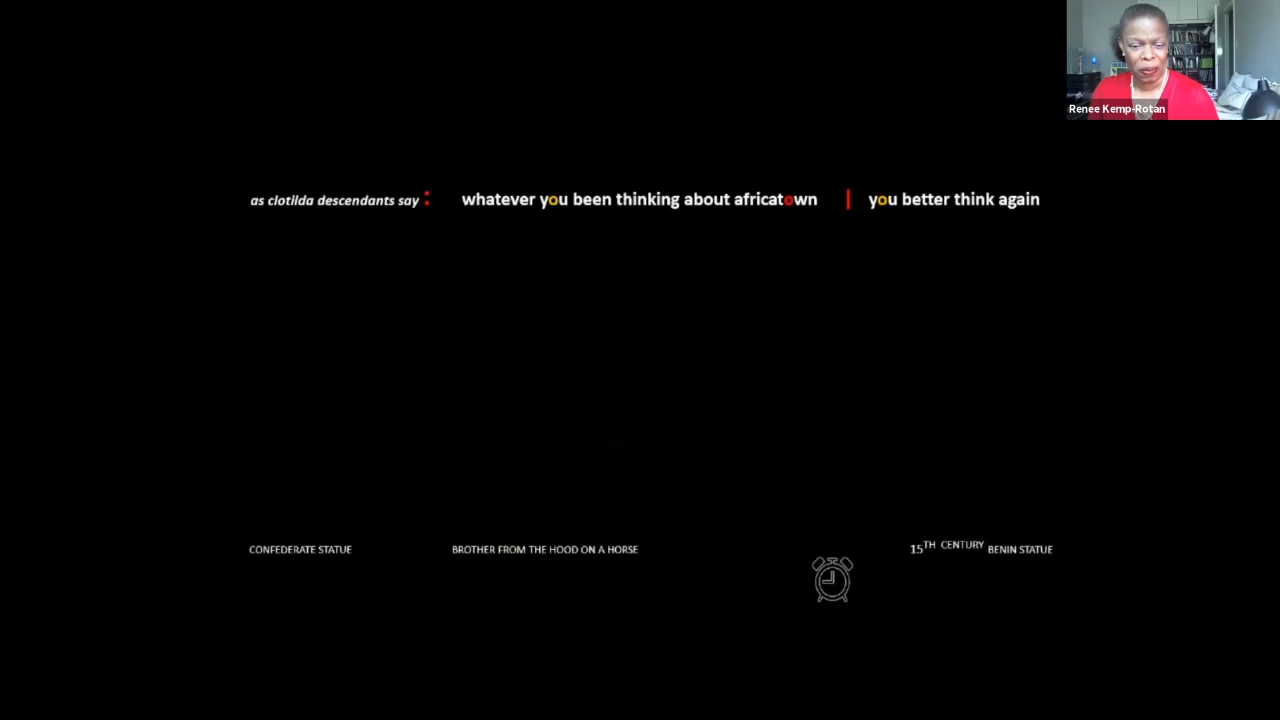 Renee Kemp-Rotan
as clotilda descendants say : whatever you been thinking about africatown | you better think again
CONFEDERATE STATUE BROTHER FROM THE HOOD ON A HORSE 15TH CENTURY BENIN STATUE